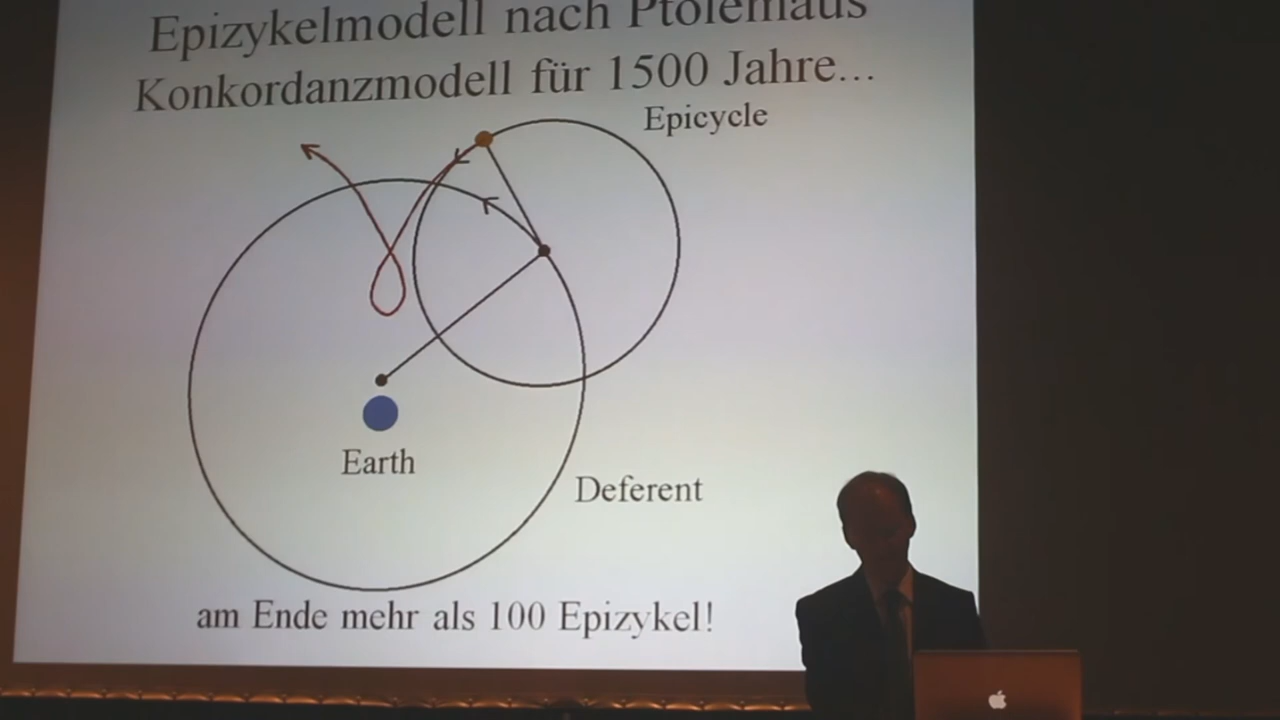 Epizykelmodell nach Ptolemäus
Konkordanzmodell für 1500 Jahre...
Epicycle
Earth
Deferent
am Ende mehr als 100 Epizykel!